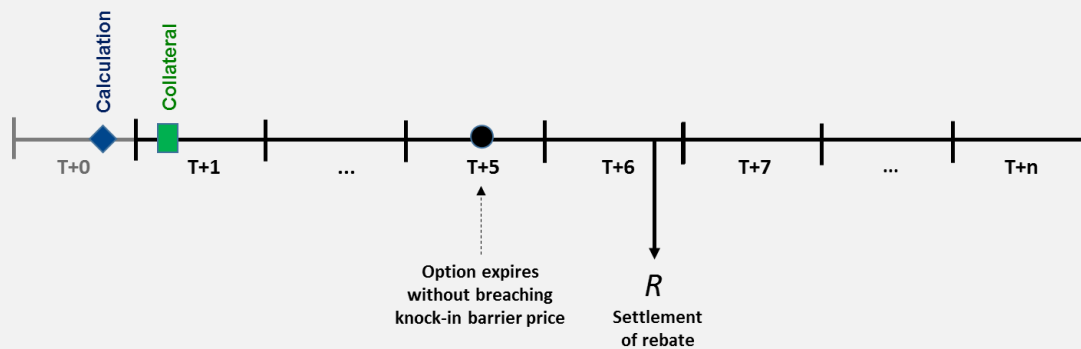 Calculation
Collateral
T+0
T+1
...
T+5
T+6
T+7
...
T+n
Option expires
without breaching
knock-in barrier price
R
Settlement
of rebate